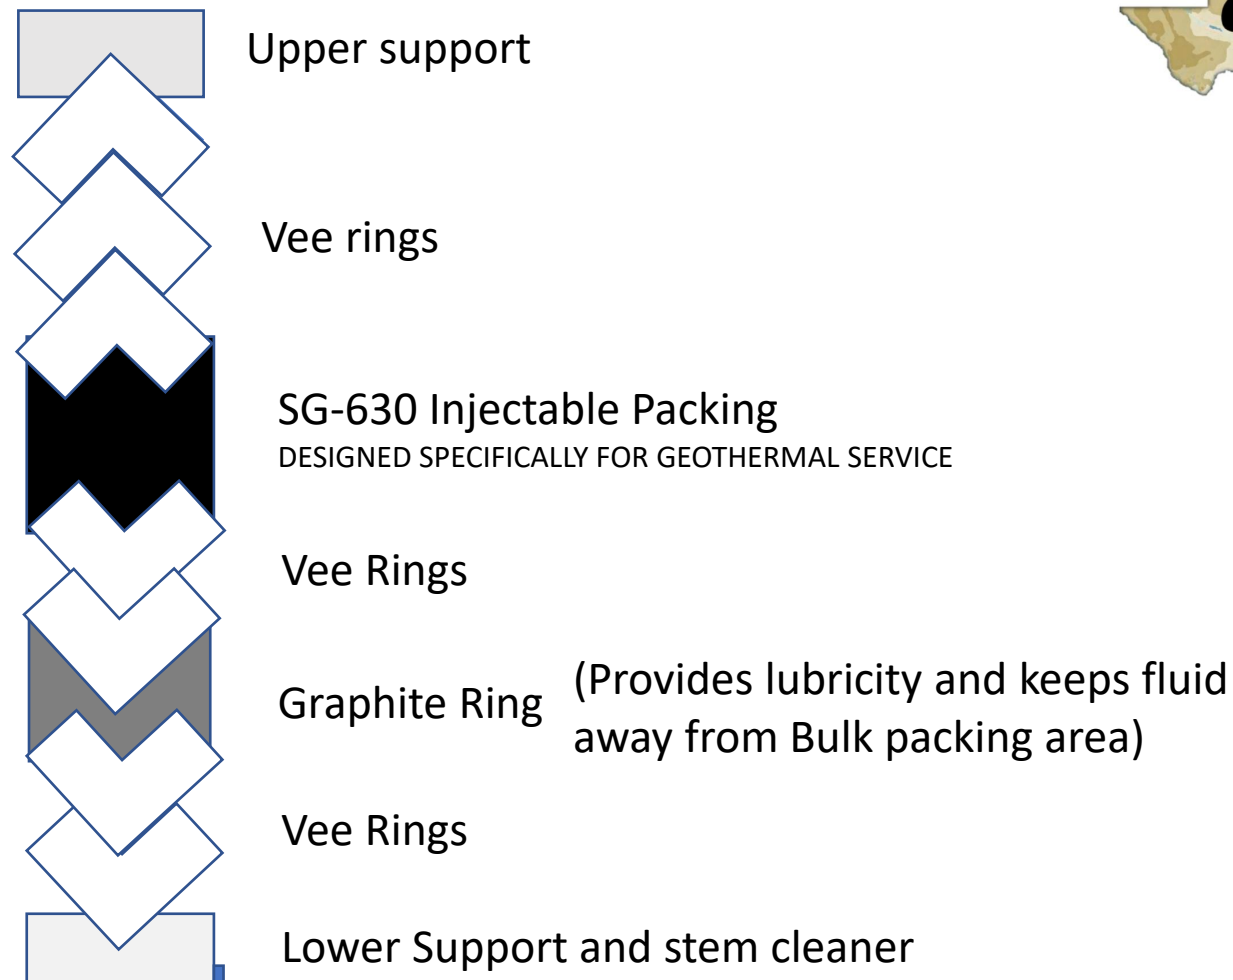 Upper support
Vee rings
SG-630 Injectable Packing
DESIGNED SPECIFICALLY FOR GEOTHERMAL SERVICE
Vee Rings
Graphite Ring
(Provides lubricity and keeps fluid
away from Bulk packing area)
Vee Rings
Lower Support and stem cleaner